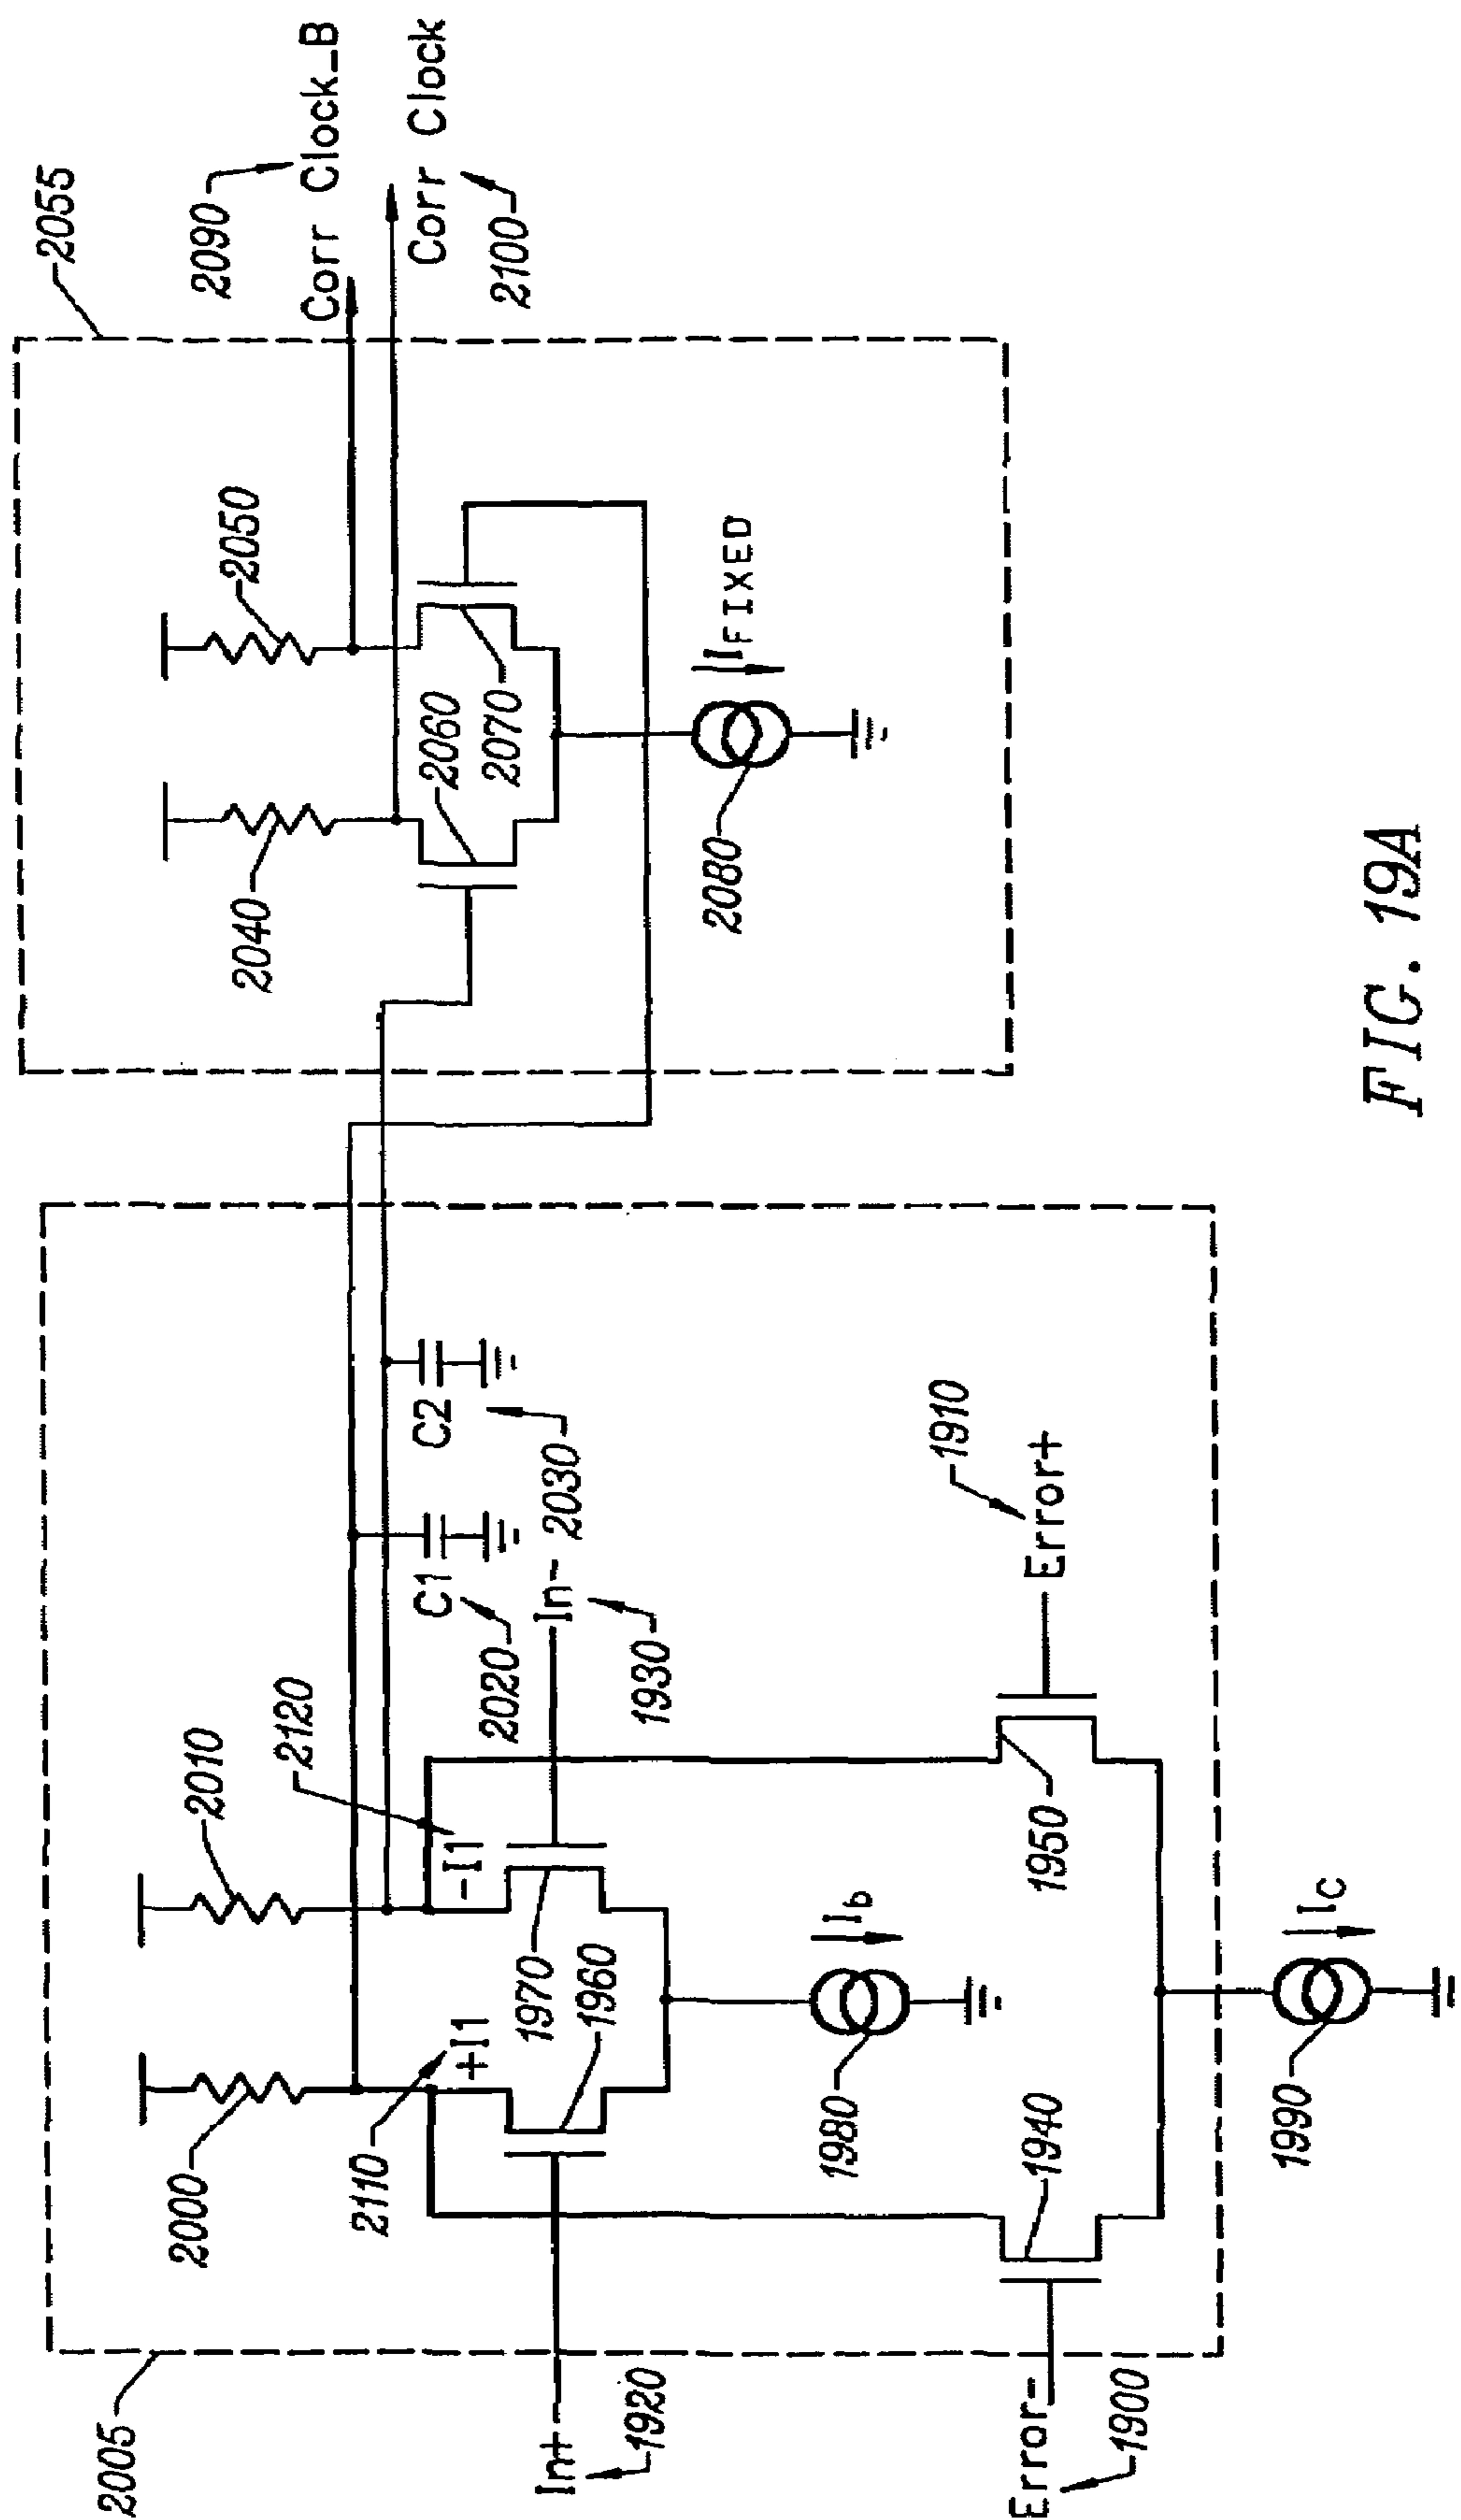 2005
2000
2010
2120
2110
+I1
-I1
1970
1960
In+
1920
In-
1930
C1
2020
C2
2030
1980
Ib
Error-
1900
1940
1950
Error+
1910
1990
IC
2055
2040
2050
2060
2070
2080
IFIXED
2090
Corr Clock_B
Corr Clock
2100
FIG. 19A